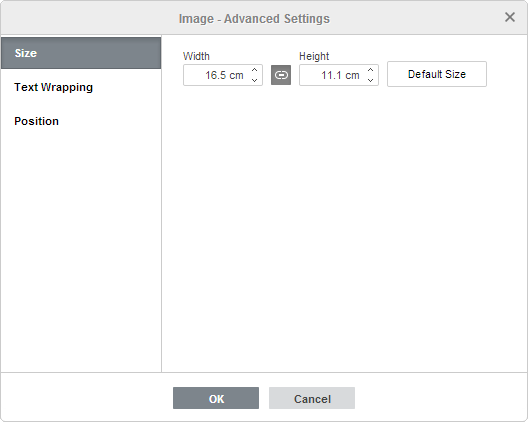 Image - Advanced Settings
Size
Text Wrapping
Position
Width
Height
16.5 cm
11.1 cm
Default Size
OK
Cancel